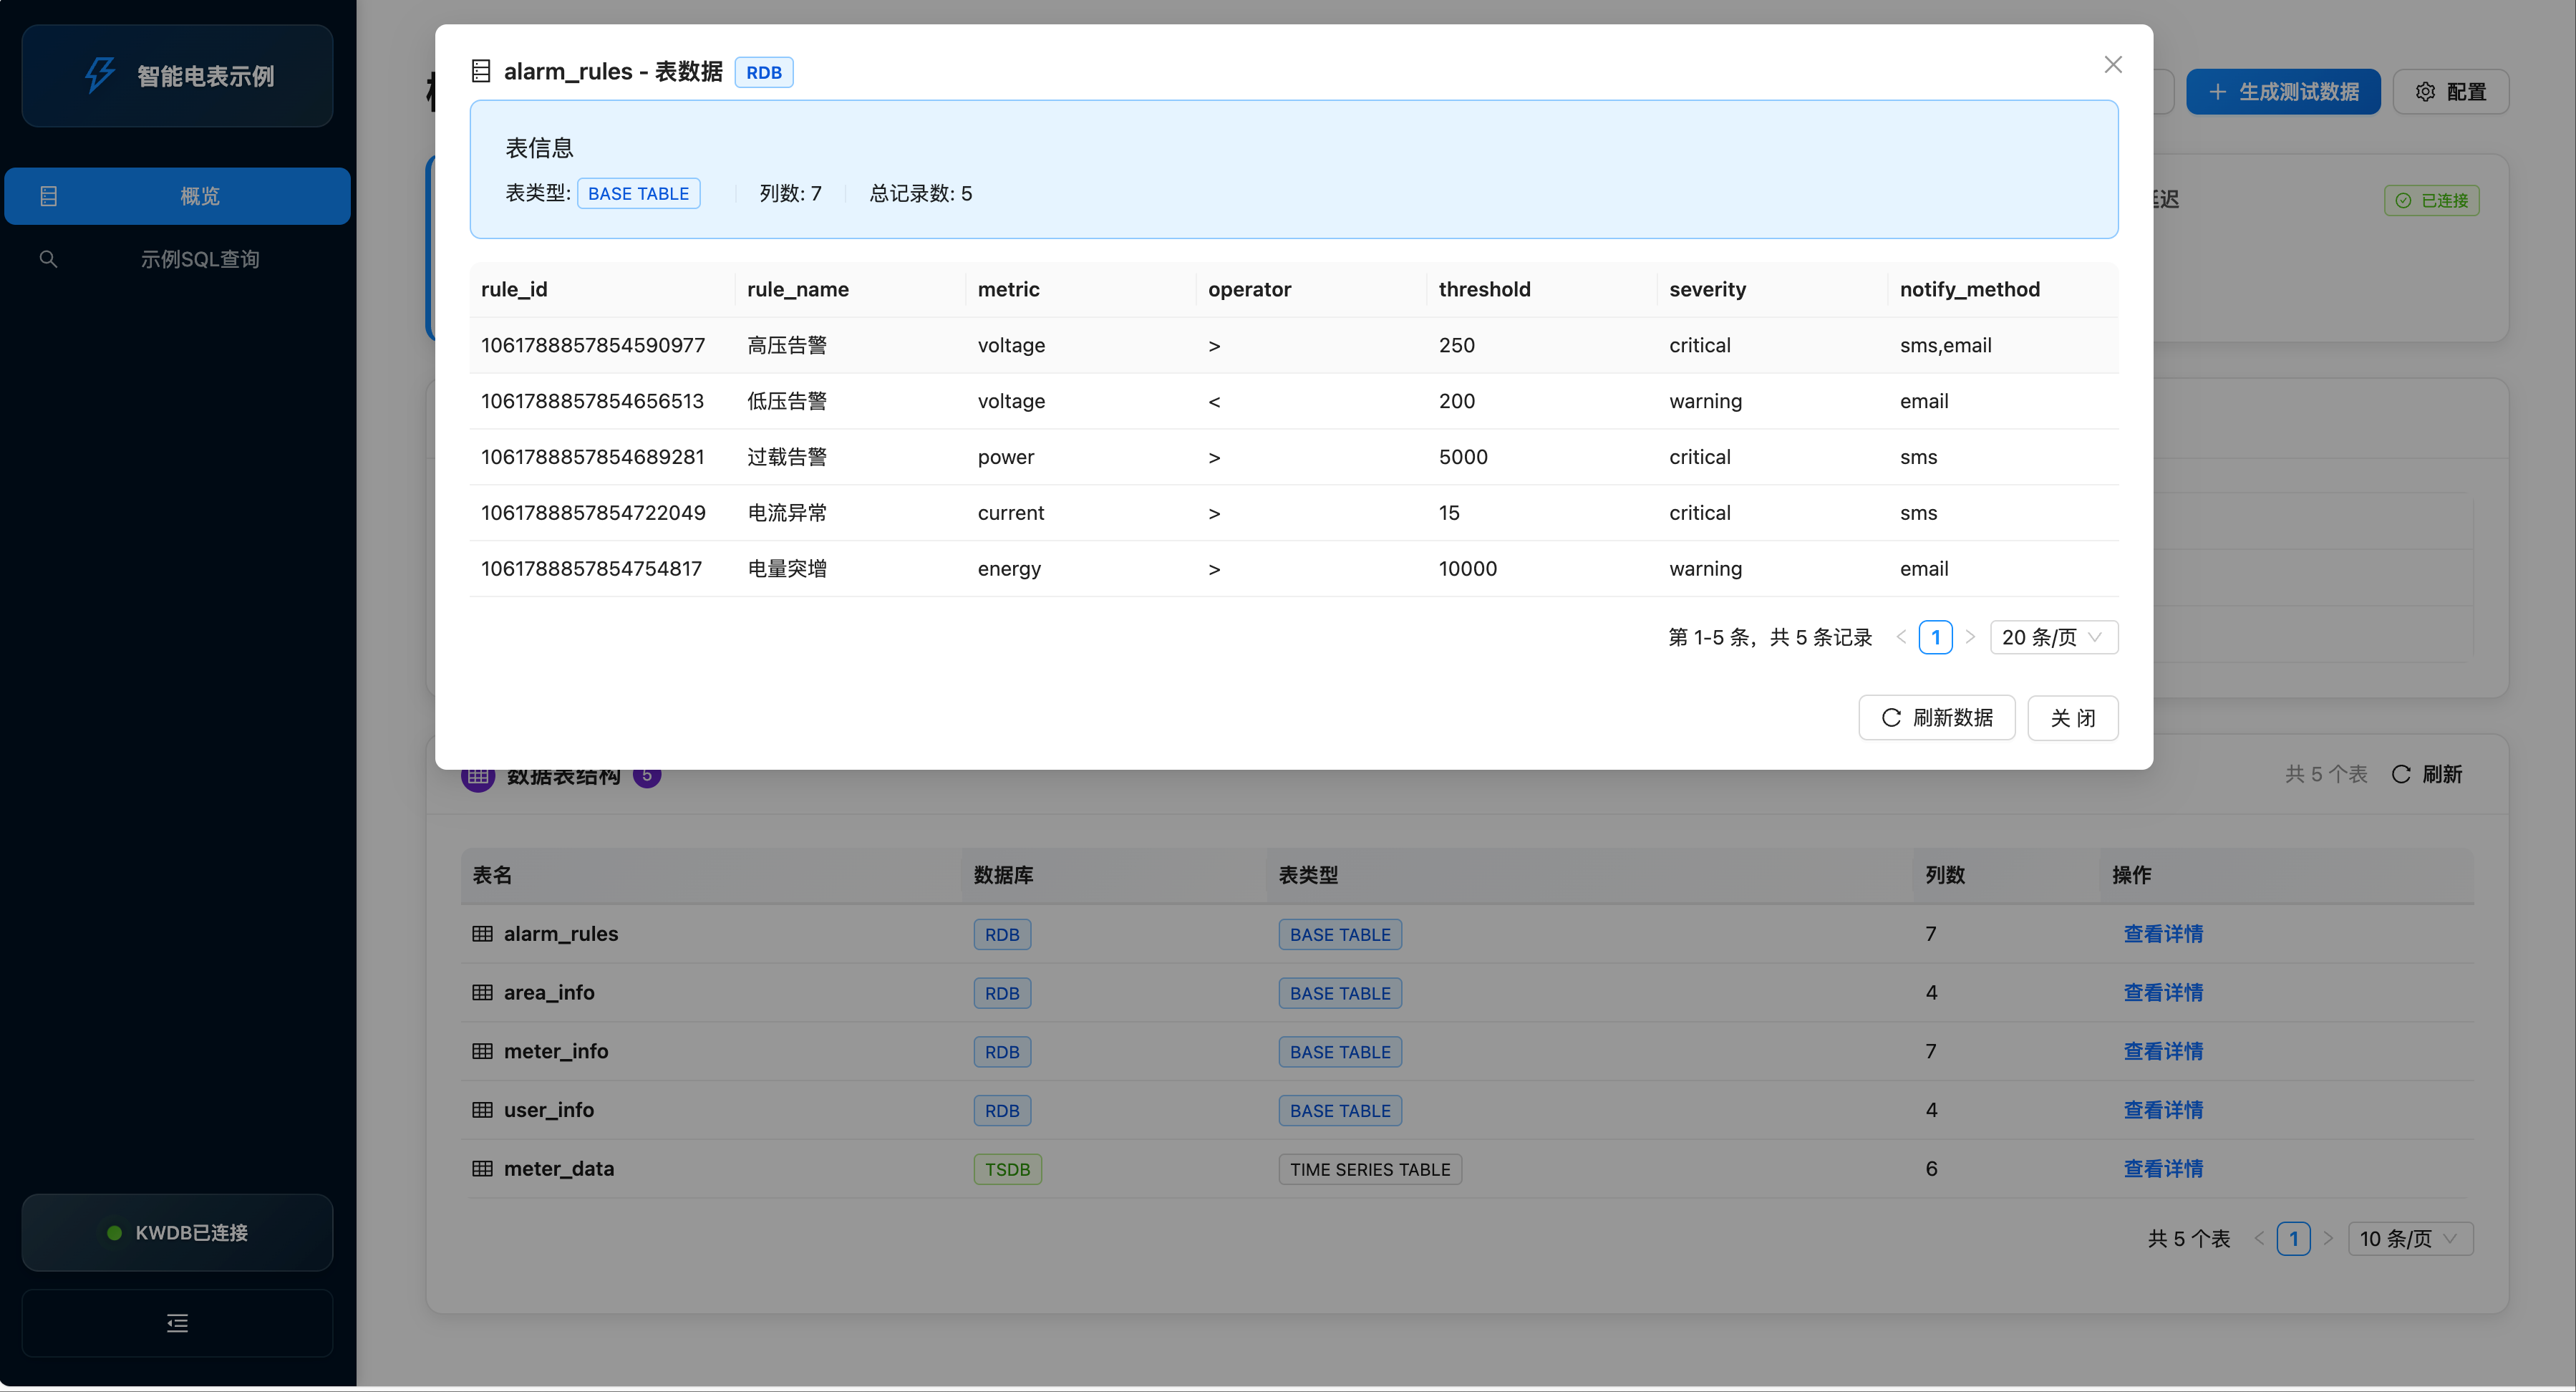 智能电表示例
概览
示例SQL查询
KWDB已连接
生成测试数据
配置
已连接
alarm_rules - 表数据 RDB
表信息
表类型: BASE TABLE 列数: 7 总记录数: 5
rule_id rule_name metric operator threshold severity notify_method
1061788857854590977 高压告警 voltage > 250 critical sms,email
1061788857854656513 低压告警 voltage < 200 warning email
1061788857854689281 过载告警 power > 5000 critical sms
1061788857854722049 电流异常 current > 15 critical sms
1061788857854754817 电量突增 energy > 10000 warning email
第 1-5 条，共 5 条记录 1 20 条/页
刷新数据 关 闭
数据表结构 5 共 5 个表 刷新
表名 数据库 表类型 列数 操作
alarm_rules RDB BASE TABLE 7 查看详情
area_info RDB BASE TABLE 4 查看详情
meter_info RDB BASE TABLE 7 查看详情
user_info RDB BASE TABLE 4 查看详情
meter_data TSDB TIME SERIES TABLE 6 查看详情
共 5 个表 1 10 条/页